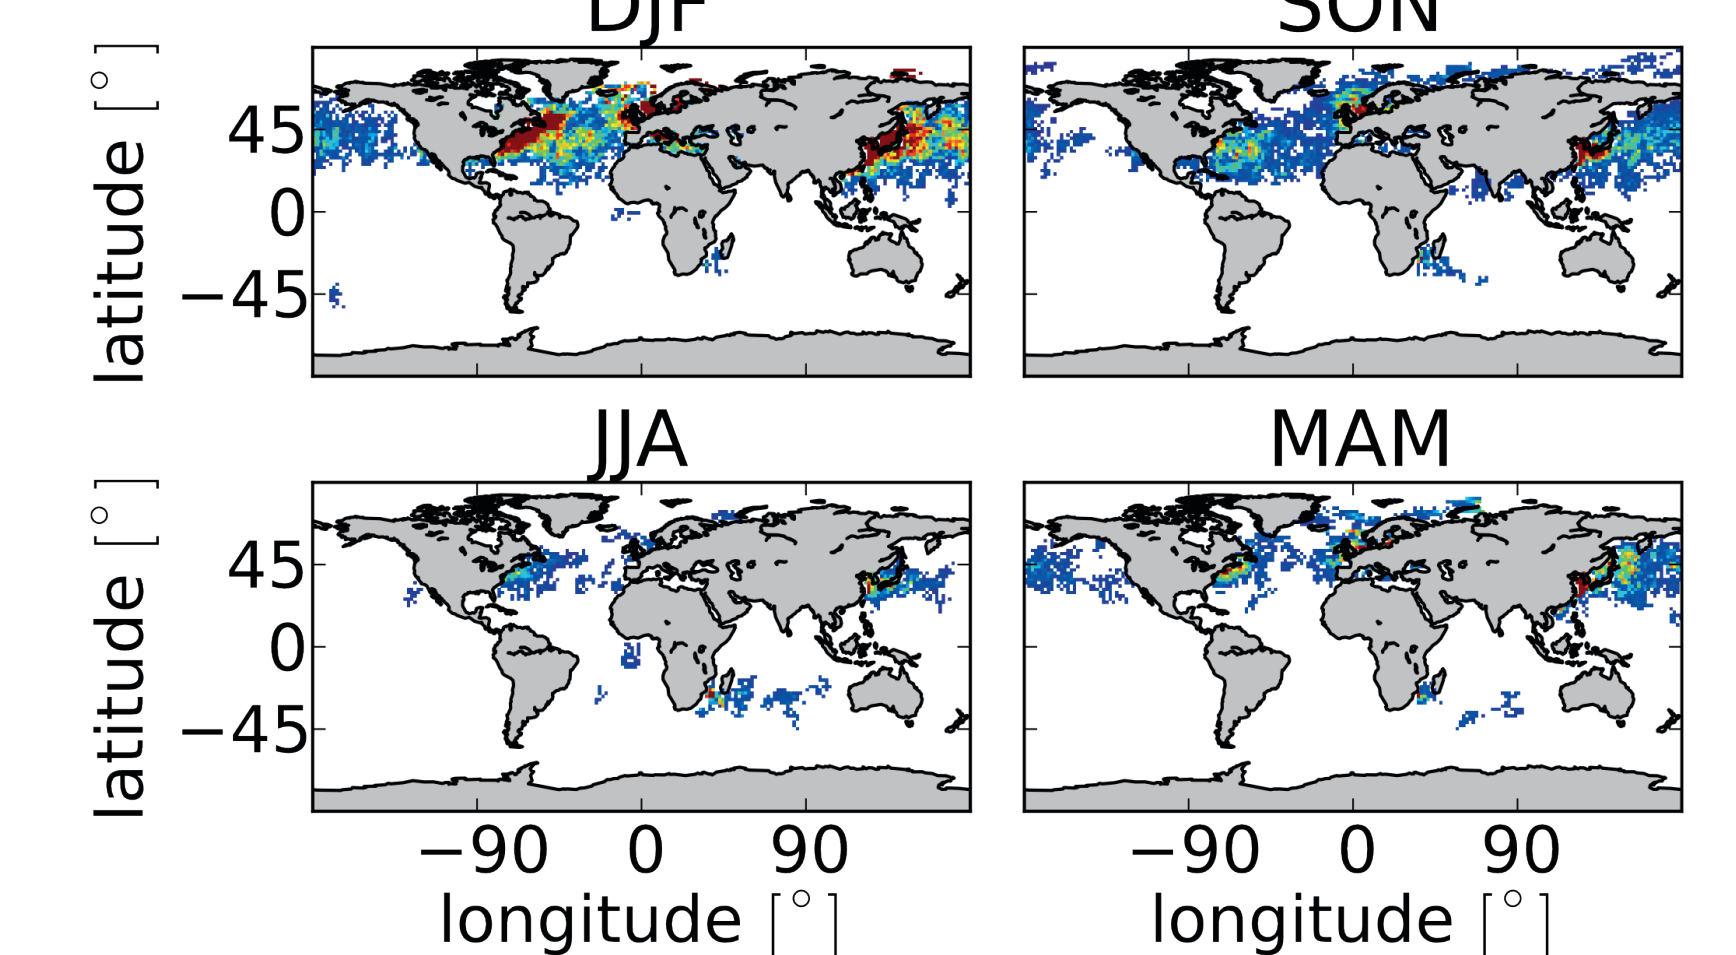 DJF SON
latitude [°] 45
0
−45
JJA MAM
latitude [°] 45
0
−45
−90 0 90 −90 0 90
longitude [°] longitude [°]